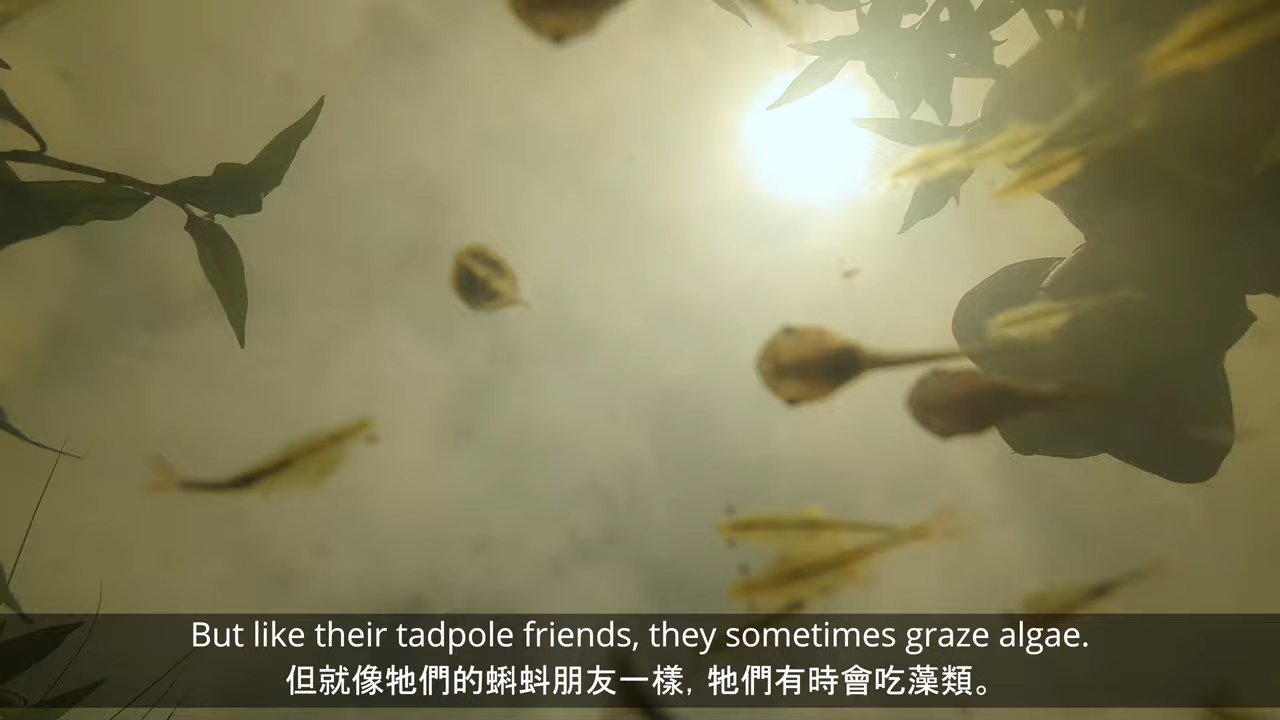 But like their tadpole friends, they sometimes graze algae.
但就像牠們的蝌蚪朋友一樣, 牠們有時會吃藻類。